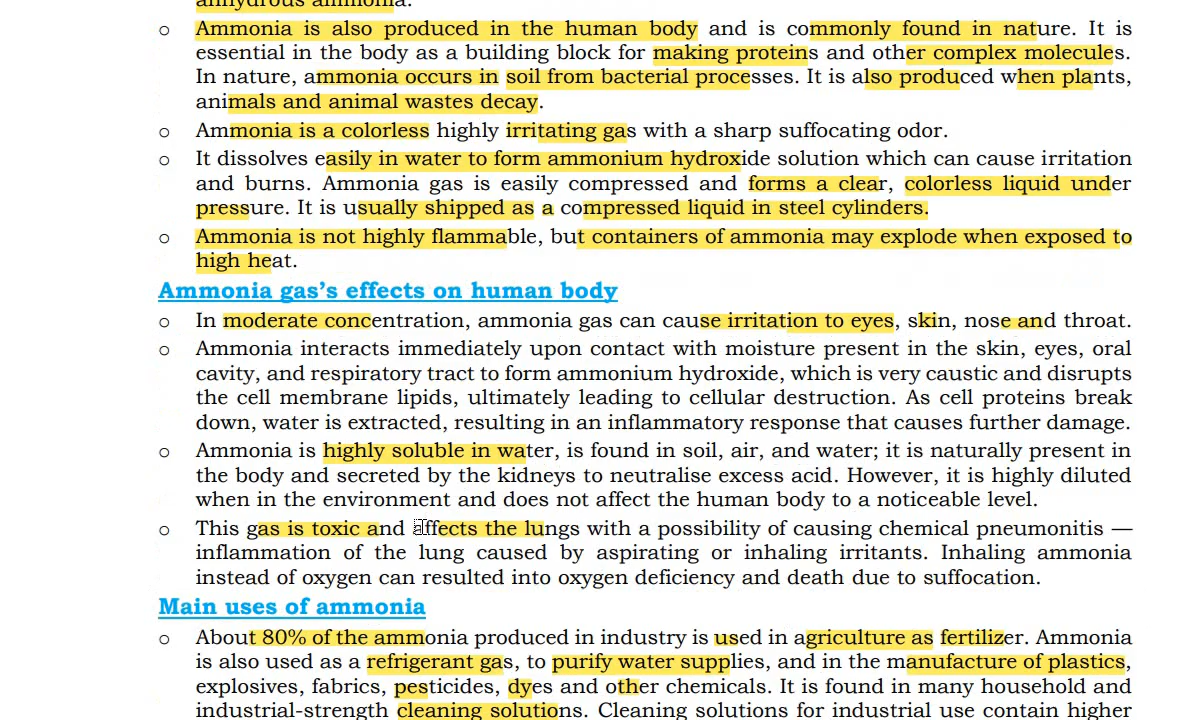 anhydrous ammonia.
o Ammonia is also produced in the human body and is commonly found in nature. It is
essential in the body as a building block for making proteins and other complex molecules.
In nature, ammonia occurs in soil from bacterial processes. It is also produced when plants,
animals and animal wastes decay.
o Ammonia is a colorless highly irritating gas with a sharp suffocating odor.
o It dissolves easily in water to form ammonium hydroxide solution which can cause irritation
and burns. Ammonia gas is easily compressed and forms a clear, colorless liquid under
pressure. It is usually shipped as a compressed liquid in steel cylinders.
o Ammonia is not highly flammable, but containers of ammonia may explode when exposed to
high heat.
Ammonia gas’s effects on human body
o In moderate concentration, ammonia gas can cause irritation to eyes, skin, nose and throat.
o Ammonia interacts immediately upon contact with moisture present in the skin, eyes, oral
cavity, and respiratory tract to form ammonium hydroxide, which is very caustic and disrupts
the cell membrane lipids, ultimately leading to cellular destruction. As cell proteins break
down, water is extracted, resulting in an inflammatory response that causes further damage.
o Ammonia is highly soluble in water, is found in soil, air, and water; it is naturally present in
the body and secreted by the kidneys to neutralise excess acid. However, it is highly diluted
when in the environment and does not affect the human body to a noticeable level.
o This gas is toxic and affects the lungs with a possibility of causing chemical pneumonitis —
inflammation of the lung caused by aspirating or inhaling irritants. Inhaling ammonia
instead of oxygen can resulted into oxygen deficiency and death due to suffocation.
Main uses of ammonia
o About 80% of the ammonia produced in industry is used in agriculture as fertilizer. Ammonia
is also used as a refrigerant gas, to purify water supplies, and in the manufacture of plastics,
explosives, fabrics, pesticides, dyes and other chemicals. It is found in many household and
industrial-strength cleaning solutions. Cleaning solutions for industrial use contain higher